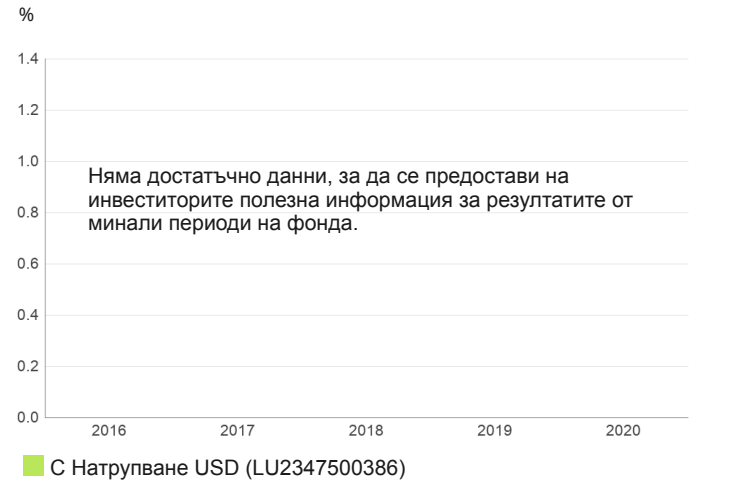 %
1.4
1.2
1.0
Няма достатъчно данни, за да се предостави на
инвеститорите полезна информация за резултатите от
0.8
минали периоди на фонда.
0.6
0.4
0.2
0.0
2016 2017 2018 2019 2020
C Натрупване USD (LU2347500386)